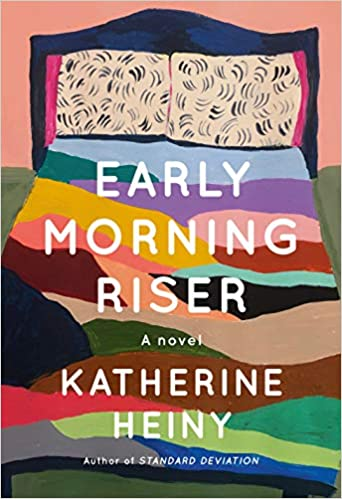 EARLY
MORNING
RISER
A novel
KATHERINE
HEINY
Author of STANDARD DEVIATION